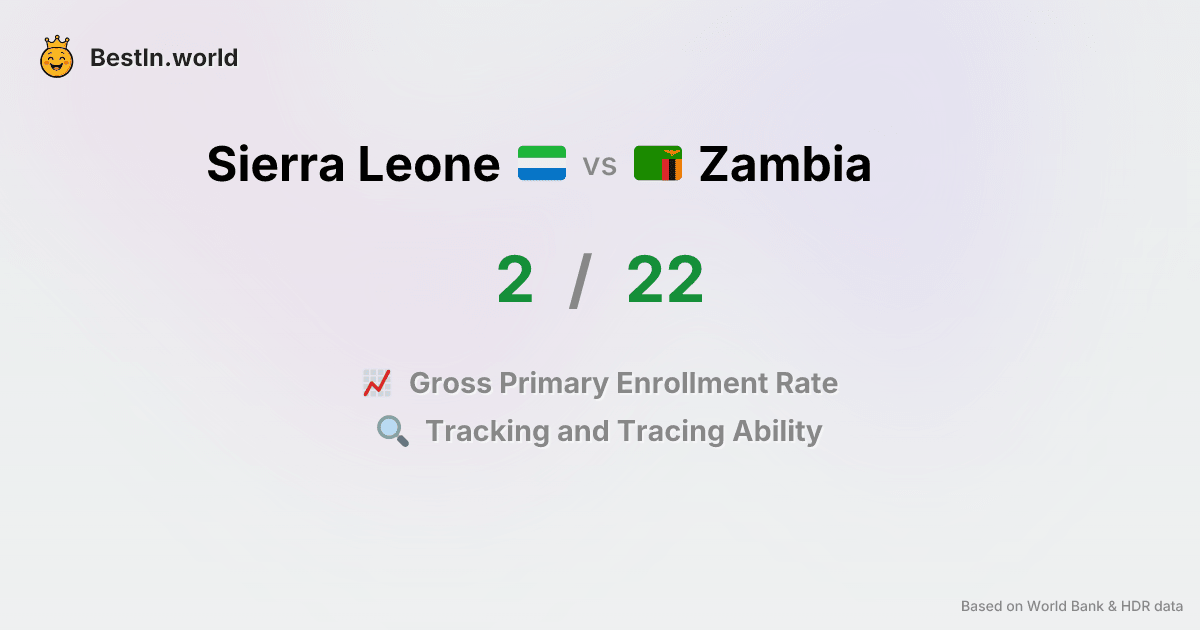 BestIn.world
Sierra Leone vs Zambia
2 / 22
Gross Primary Enrollment Rate
Tracking and Tracing Ability
Based on World Bank & HDR data